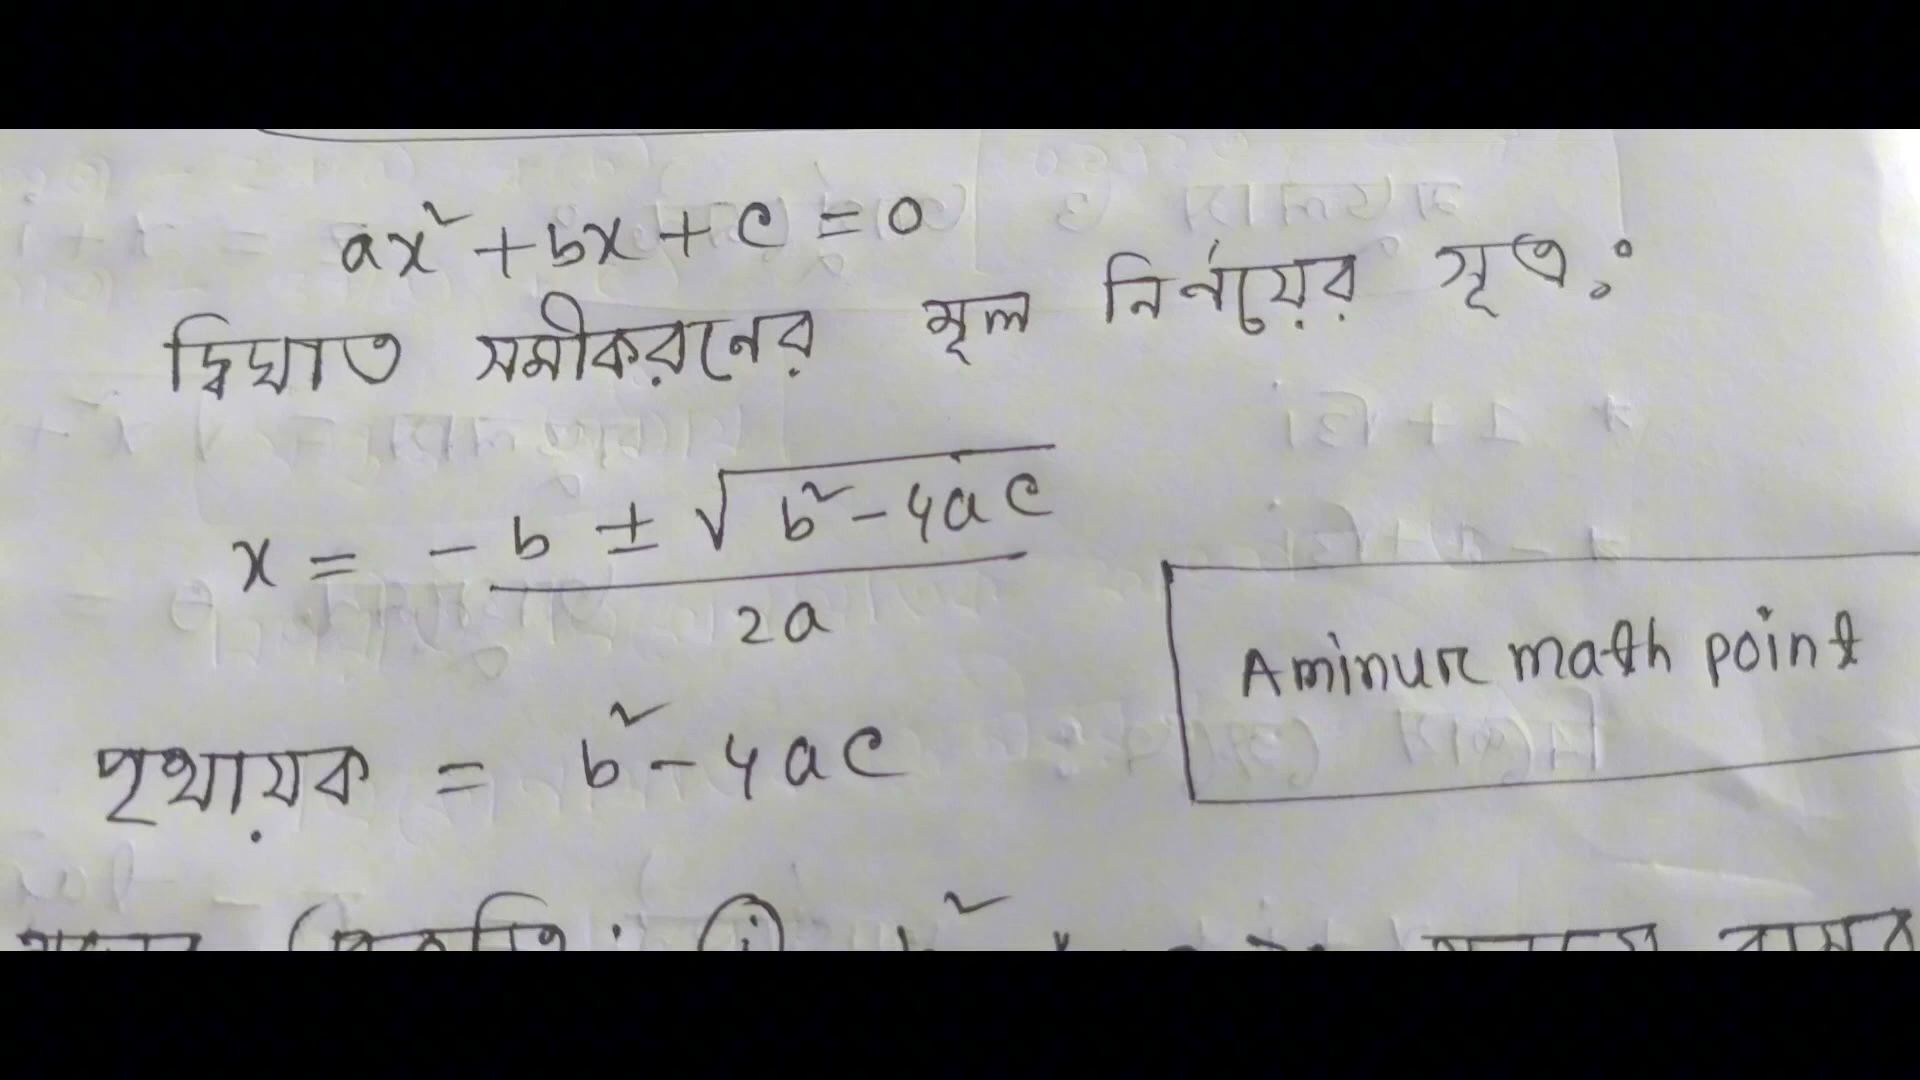 ax² + bx + c = 0
দ্বিঘাত সমীকরনের মূল নির্ণয়ের সূত্র:
x = -b ± √(b² - 4ac) / 2a
Aminur math point
পৃথায়ক = b² - 4ac